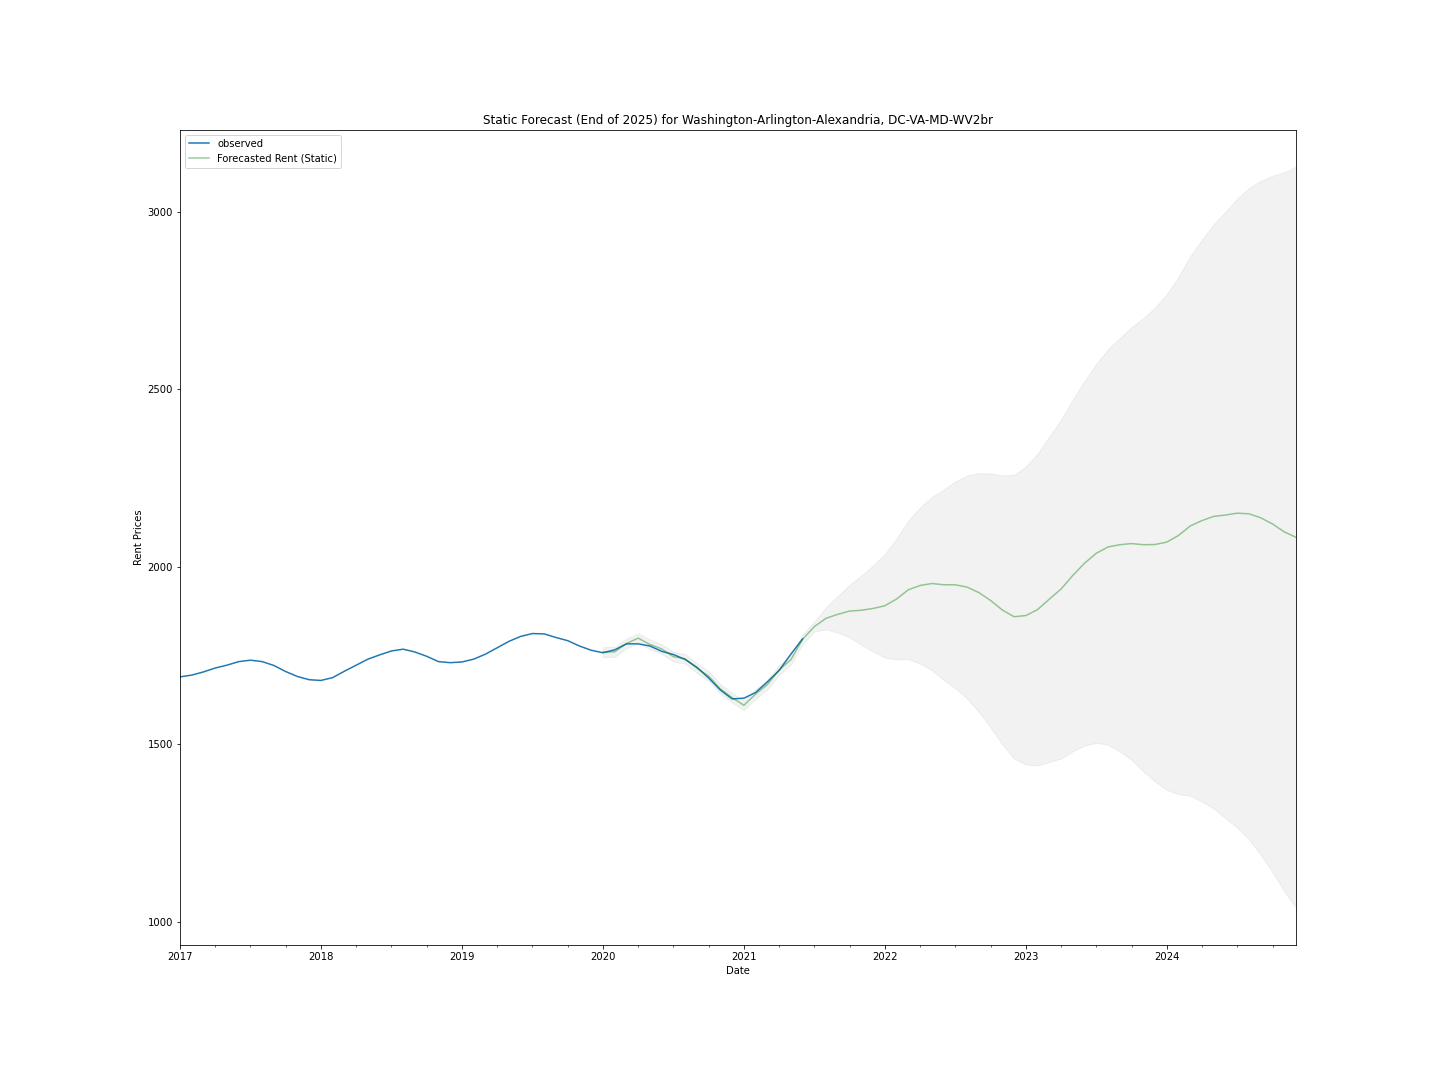 Static Forecast (End of 2025) for Washington-Arlington-Alexandria, DC-VA-MD-WV2br
observed
Forecasted Rent (Static)
3000
2500
2000
1500
1000
Rent Prices
2017 2018 2019 2020 2021 2022 2023 2024
Date